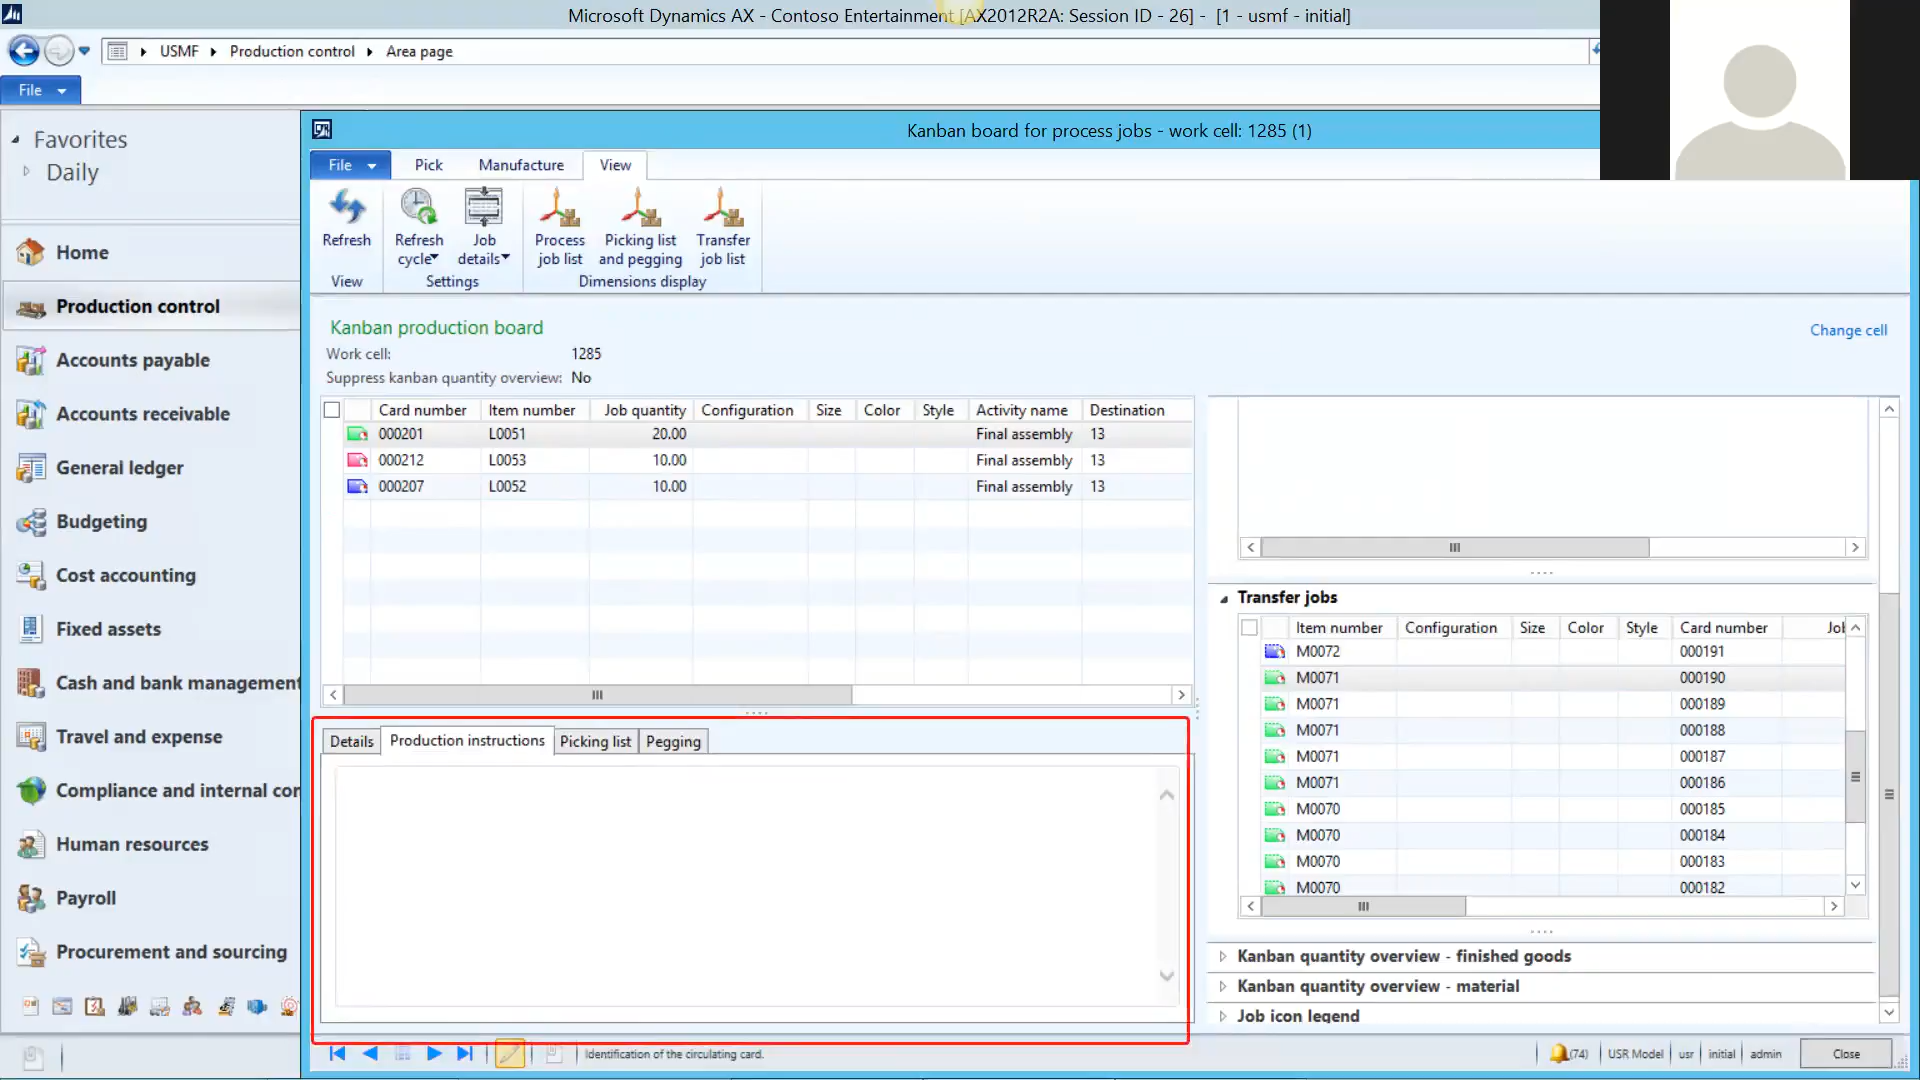 Microsoft Dynamics AX - Contoso Entertainment [AX2012R2A: Session ID - 26] - [1 - usmf - initial]
USMF Production control Area page
File
Favorites
Daily
Home
Production control
Accounts payable
Accounts receivable
General ledger
Budgeting
Cost accounting
Fixed assets
Cash and bank management
Travel and expense
Compliance and internal cor
Human resources
Payroll
Procurement and sourcing
Kanban board for process jobs - work cell: 1285 (1)
File Pick Manufacture View
Refresh
Refresh cycle
Job details
Process job list
Picking list and pegging
Transfer job list
View Settings Dimensions display
Kanban production board
Change cell
Work cell: 1285
Suppress kanban quantity overview: No
Card number Item number Job quantity Configuration Size Color Style Activity name Destination
000201 L0051 20.00 Final assembly 13
000212 L0053 10.00 Final assembly 13
000207 L0052 10.00 Final assembly 13
Details Production instructions Picking list Pegging
Transfer jobs
Item number Configuration Size Color Style Card number Jol
M0072 000191
M0071 000190
M0071 000189
M0071 000188
M0071 000187
M0071 000186
M0070 000185
M0070 000184
M0070 000183
M0070 000182
Kanban quantity overview - finished goods
Kanban quantity overview - material
Job icon legend
Identification of the circulating card.
(74) USR Model usr initial admin Close